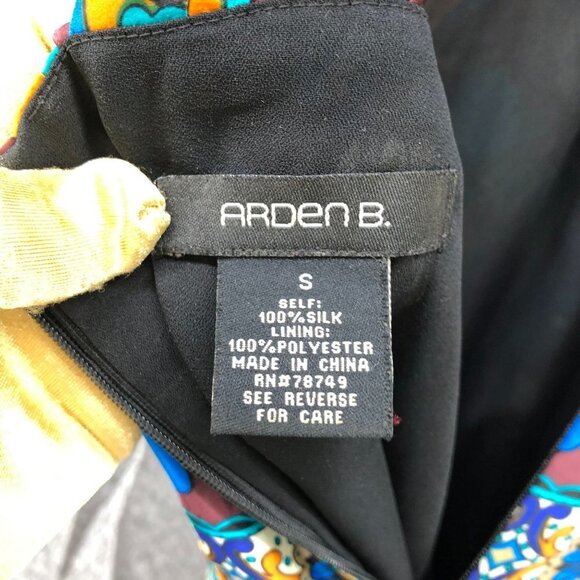 ARDEN B.
S
SELF:
100%SILK
LINING:
100%POLYESTER
MADE IN CHINA
RN#78749
SEE REVERSE
FOR CARE